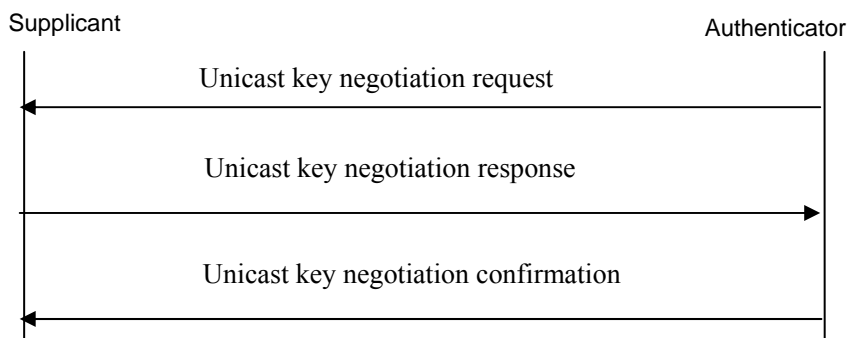 Supplicant
Authenticator
Unicast key negotiation request
Unicast key negotiation response
Unicast key negotiation confirmation